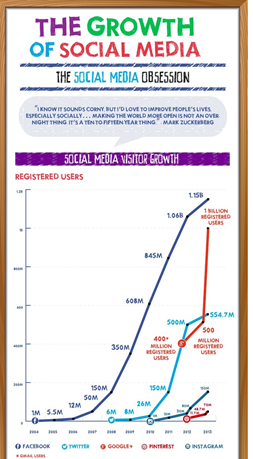 THE GROWTH
OF SOCIAL MEDIA
THE SOCIAL MEDIA OBSESSION
"I KNOW IT SOUNDS CORNY, BUT I'D LOVE TO IMPROVE PEOPLE'S LIVES,
ESPECIALLY SOCIALLY... MAKING THE WORLD MORE OPEN IS NOT AN OVER
NIGHT THING. IT'S A TEN TO FIFTEEN YEAR THING". MARK ZUCKERBERG
SOCIAL MEDIA VISITOR GROWTH
REGISTERED USERS
1.15B
1.06B
1 BILLION
REGISTERED
USERS
845M
608M
554.7M
500M
350M
400+
MILLION
REGISTERED
USERS
500
MILLION
REGISTERED
USERS
150M
150M
50M
12M
26M
1M
5.5M
6M
8M
2004 2005 2006 2007 2008 2009 2010 2011 2012 2013
FACEBOOK TWITTER GOOGLE+ PINTEREST INSTAGRAM
GMAIL USERS